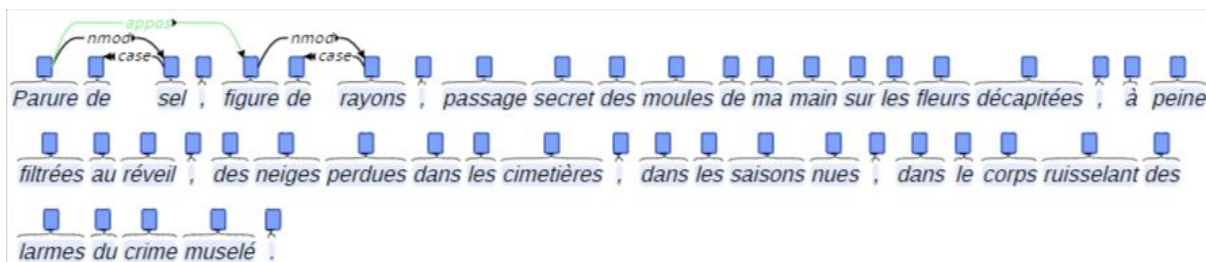 appos
nmod nmod
case case
Parure de sel , figure de rayons , passage secret des moules de ma main sur les fleurs décapitées , à peine
filtrées au réveil , des neiges perdues dans les cimetières , dans les saisons nues , dans le corps ruisselant des
larmes du crime muselé .